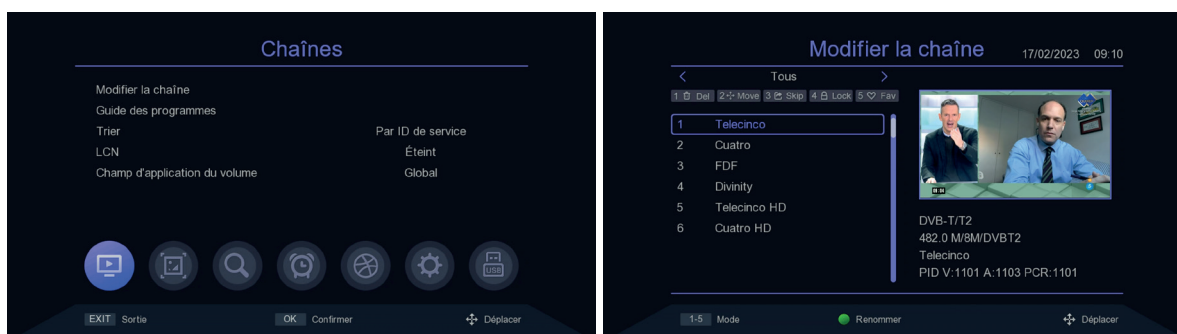 Chaînes
Modifier la chaîne
Guide des programmes
Trier Par ID de service
LCN Éteint
Champ d'application du volume Global
USB
EXIT Sortie OK Confirmer Déplacer
Modifier la chaîne 17/02/2023 09:10
Tous
1 Del 2 Move 3 Skip 4 Lock 5 Fav
1 Telecinco
2 Cuatro
3 FDF
4 Divinity
5 Telecinco HD
6 Cuatro HD
DVB-T/T2
482.0 M/8M/DVBT2
Telecinco
PID V:1101 A:1103 PCR:1101
1-5 Mode Renommer Déplacer